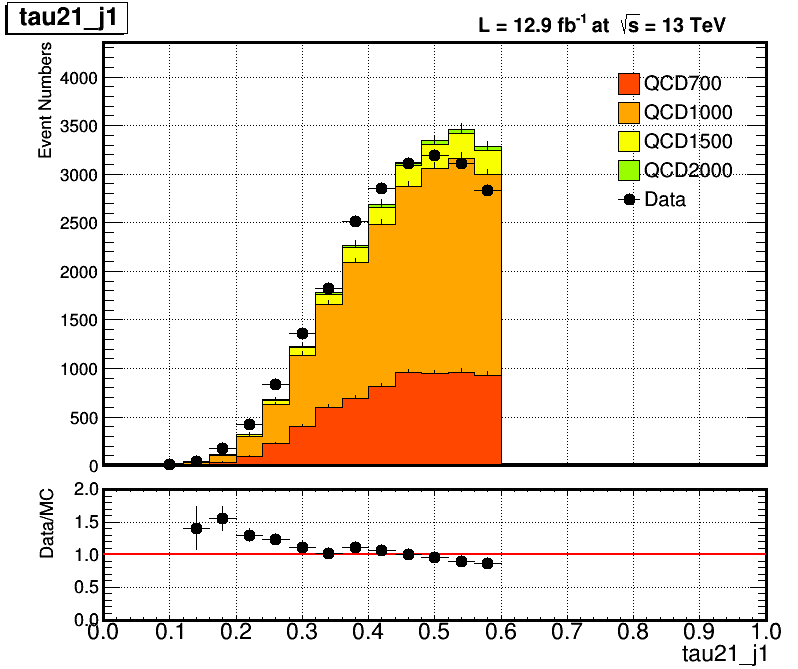 tau21_j1
L = 12.9 fb⁻¹ at √s = 13 TeV
Event Numbers
4000
3500
3000
2500
2000
1500
1000
500
0
QCD700
QCD1000
QCD1500
QCD2000
Data
Data/MC
2.0
1.5
1.0
0.5
0.0
0.0 0.1 0.2 0.3 0.4 0.5 0.6 0.7 0.8 0.9 1.0
tau21_j1